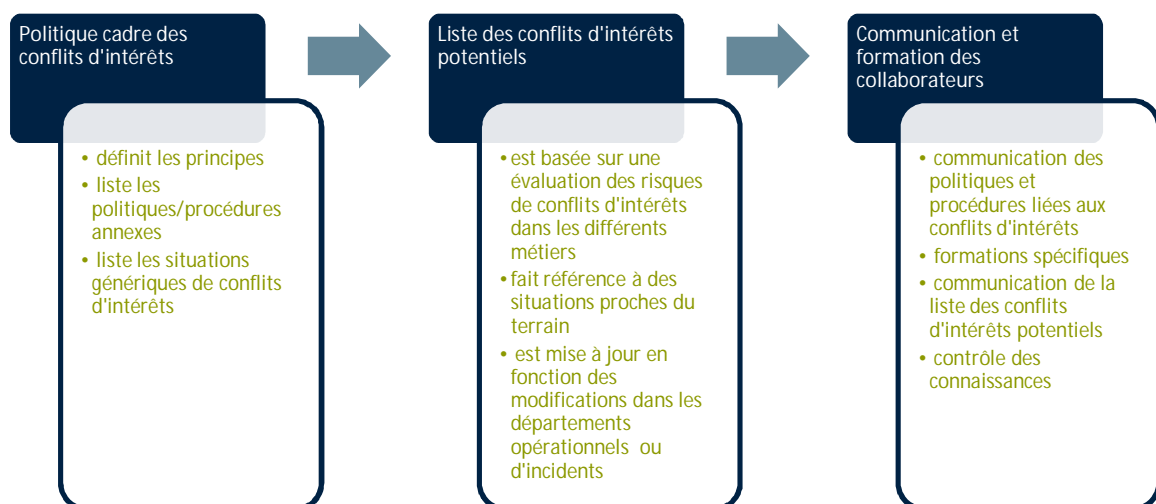 Politique cadre des
conflits d'intérêts
• définit les principes
• liste les
politiques/procédures
annexes
• liste les situations
génériques de conflits
d'intérêts
Liste des conflits d'intérêts
potentiels
• est basée sur une
évaluation des risques
de conflits d'intérêts
dans les différents
métiers
• fait référence à des
situations proches du
terrain
• est mise à jour en
fonction des
modifications dans les
départements
opérationnels ou
d'incidents
Communication et
formation des
collaborateurs
• communication des
politiques et
procédures liées aux
conflits d'intérêts
• formations spécifiques
• communication de la
liste des conflits
d'intérêts potentiels
• contrôle des
connaissances